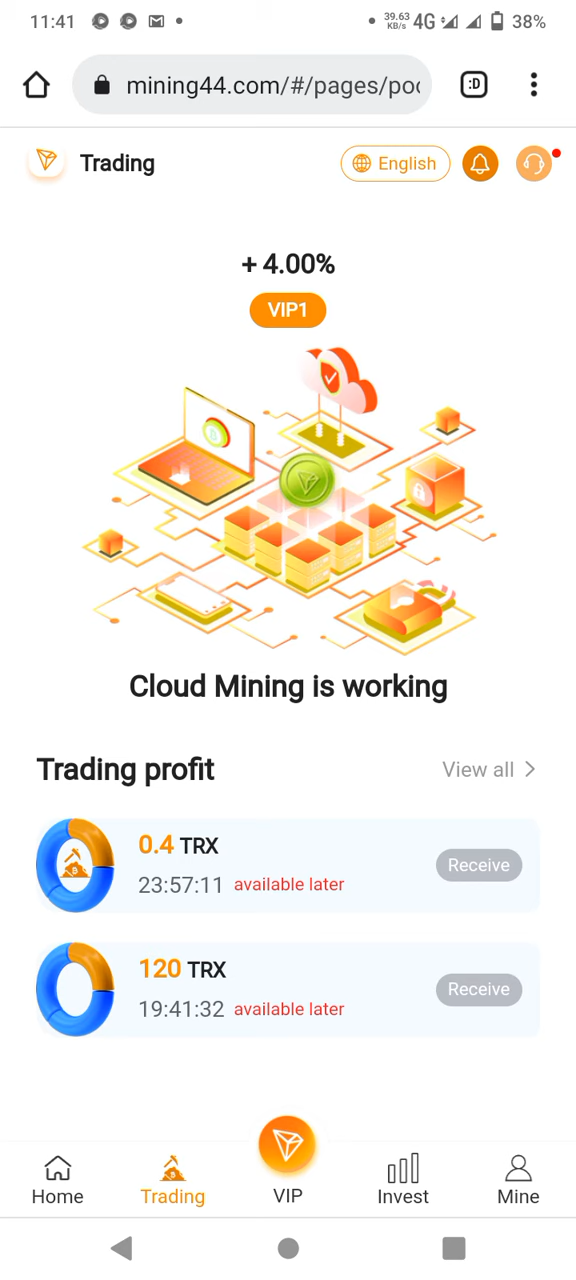 11:41
39.63
KB/s
4G
38%
:D
mining44.com/#/pages/poo
Trading
English
+ 4.00%
VIP1
Cloud Mining is working
Trading profit
View all
0.4 TRX
23:57:11 available later
Receive
120 TRX
19:41:32 available later
Receive
Home
Trading
VIP
Invest
Mine